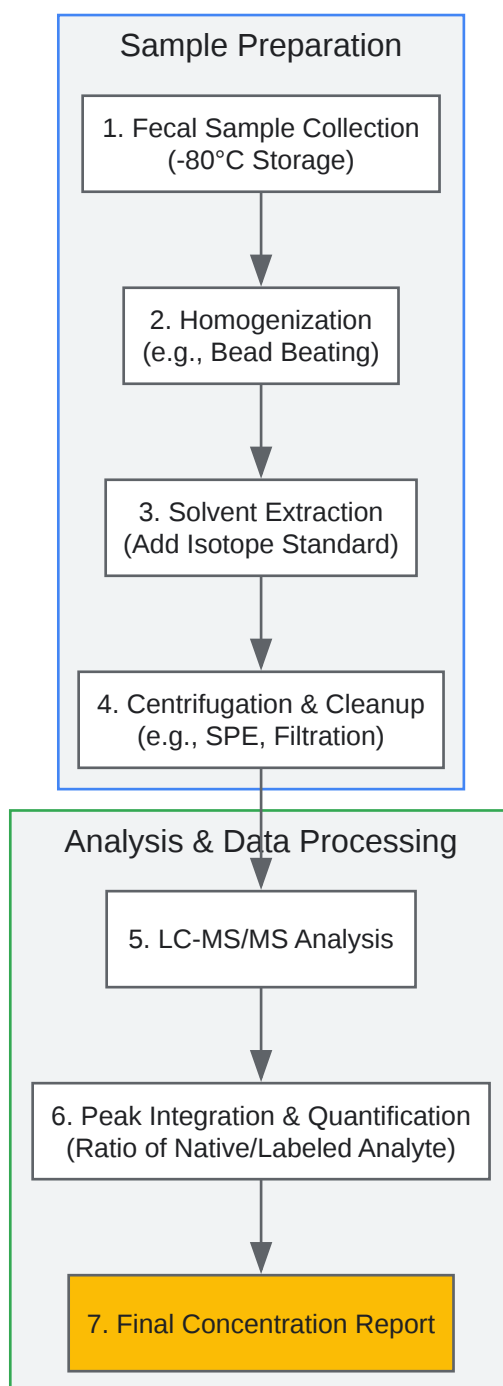 Sample Preparation
1. Fecal Sample Collection
(-80°C Storage)
2. Homogenization
(e.g., Bead Beating)
3. Solvent Extraction
(Add Isotope Standard)
4. Centrifugation & Cleanup
(e.g., SPE, Filtration)
Analysis & Data Processing
5. LC-MS/MS Analysis
6. Peak Integration & Quantification
(Ratio of Native/Labeled Analyte)
7. Final Concentration Report